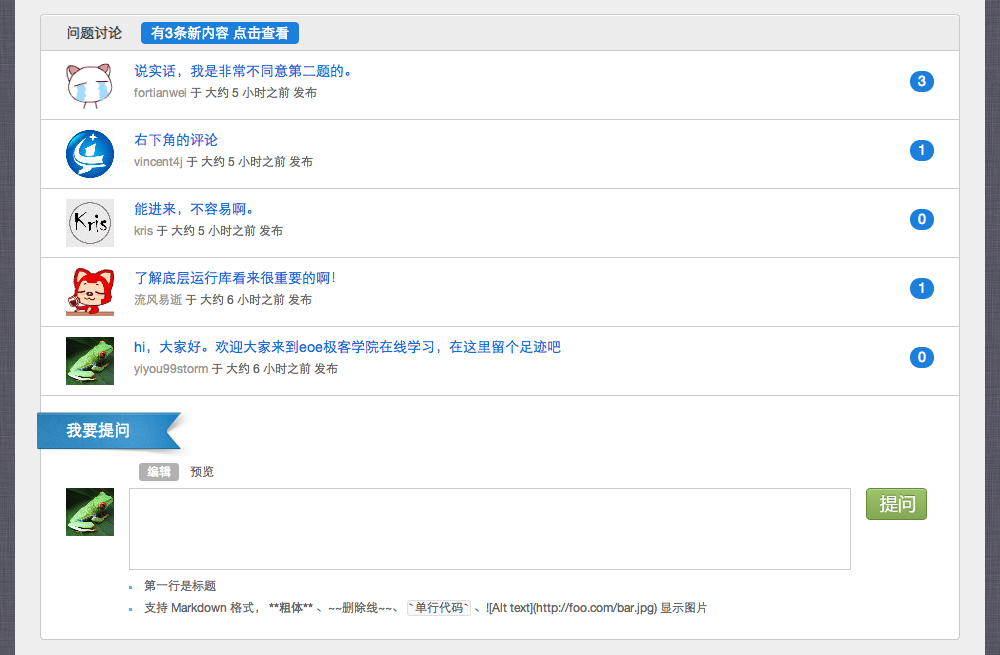 问题讨论 有3条新内容 点击查看
说实话，我是非常不同意第二题的。
3
fortianwei 于 大约 5 小时之前 发布
右下角的评论
1
vincent4j 于 大约 5 小时之前 发布
Kris
能进来，不容易啊。
0
kris 于 大约 5 小时之前 发布
了解底层运行库看来很重要的啊！
1
流风易逝 于 大约 6 小时之前 发布
hi，大家好。欢迎大家来到eoe极客学院在线学习，在这里留个足迹吧
0
yiyou99storm 于 大约 6 小时之前 发布
我要提问
编辑 预览
提问
第一行是标题
支持 Markdown 格式， **粗体** 、~~删除线~~、 `单行代码` 、![Alt text](http://foo.com/bar.jpg) 显示图片